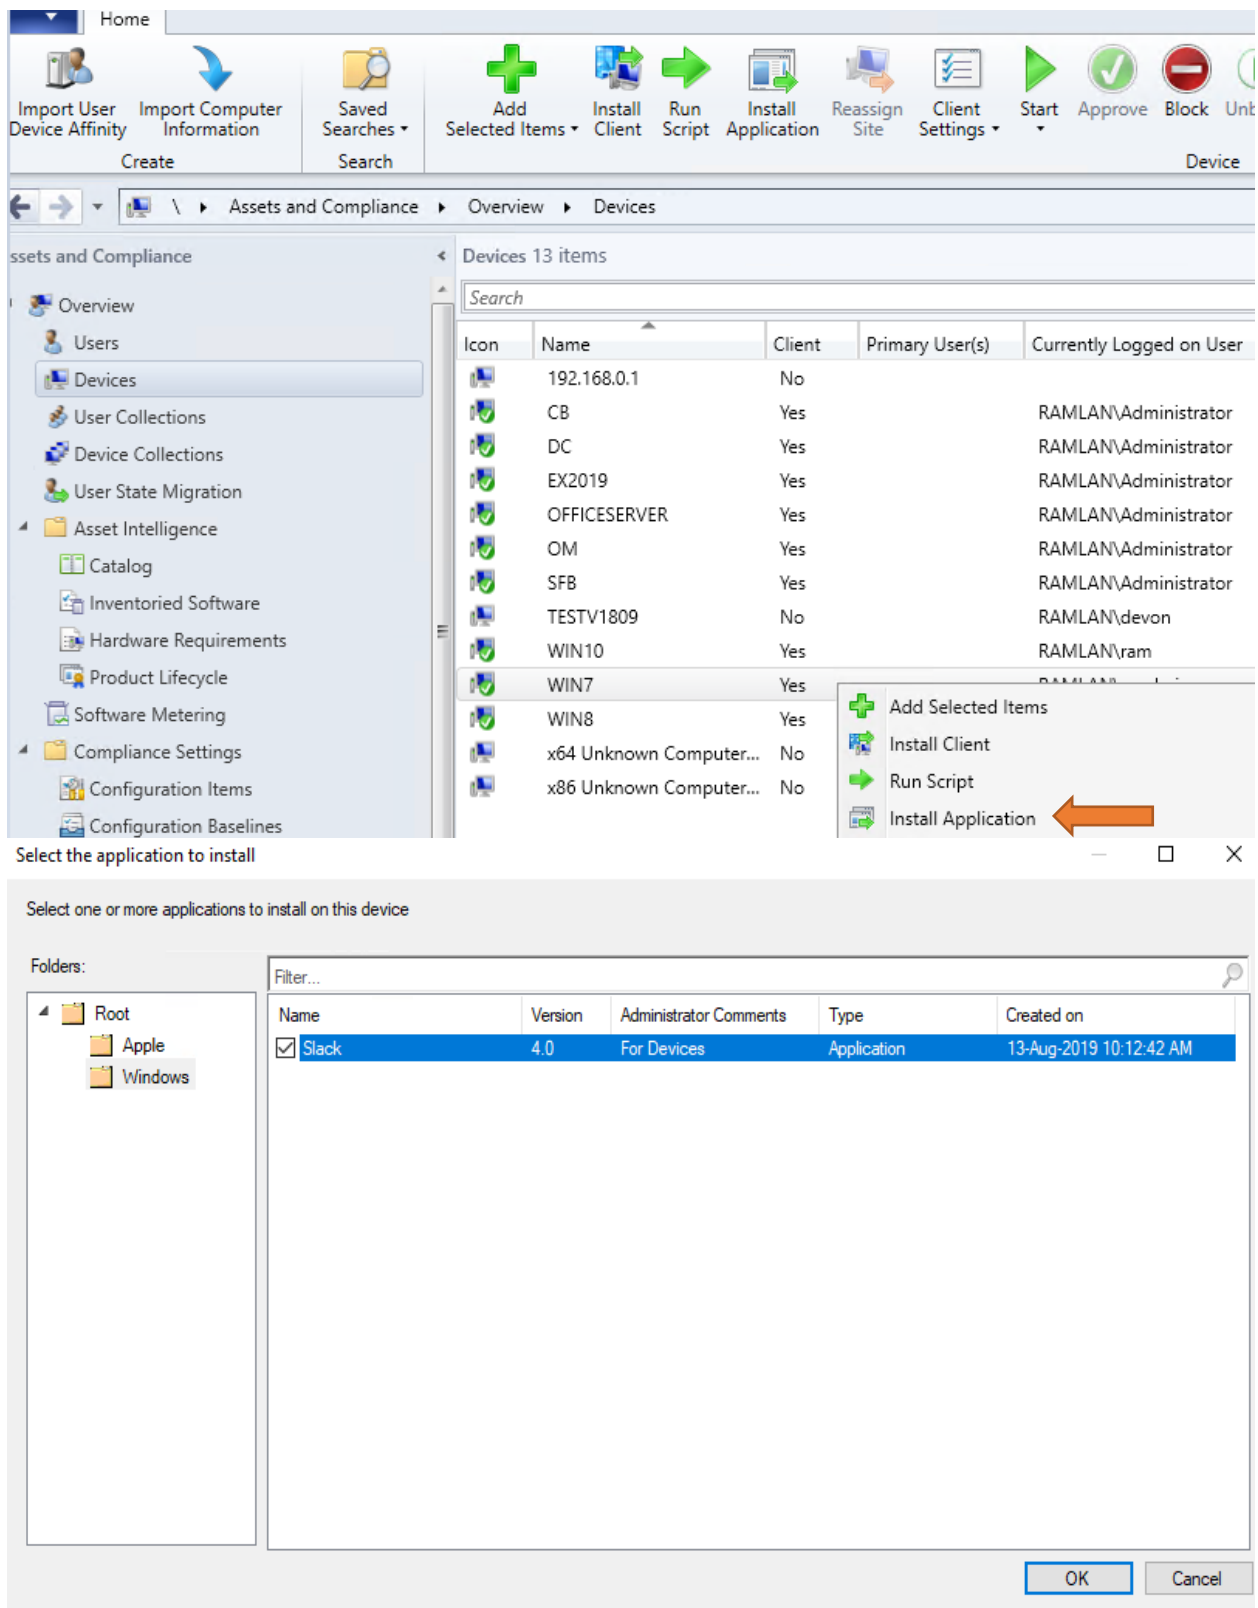 Home
Import User Device Affinity
Import Computer Information
Saved Searches
Add Selected Items
Install Client
Run Script
Install Application
Reassign Site
Client Settings
Start
Approve
Block
Unb
Create
Search
Device
\ Assets and Compliance Overview Devices
ssets and Compliance
Overview
Users
Devices
User Collections
Device Collections
User State Migration
Asset Intelligence
Catalog
Inventoried Software
Hardware Requirements
Product Lifecycle
Software Metering
Compliance Settings
Configuration Items
Configuration Baselines
Devices 13 items
Search
Icon Name Client Primary User(s) Currently Logged on User
192.168.0.1 No
CB Yes RAMLAN\Administrator
DC Yes RAMLAN\Administrator
EX2019 Yes RAMLAN\Administrator
OFFICESERVER Yes RAMLAN\Administrator
OM Yes RAMLAN\Administrator
SFB Yes RAMLAN\Administrator
TESTV1809 No RAMLAN\devon
WIN10 Yes RAMLAN\ram
WIN7 Yes
WIN8 Yes
x64 Unknown Computer... No
x86 Unknown Computer... No
Add Selected Items
Install Client
Run Script
Install Application
Select the application to install
Select one or more applications to install on this device
Folders:
Root
Apple
Windows
Filter...
Name Version Administrator Comments Type Created on
Slack 4.0 For Devices Application 13-Aug-2019 10:12:42 AM
OK Cancel